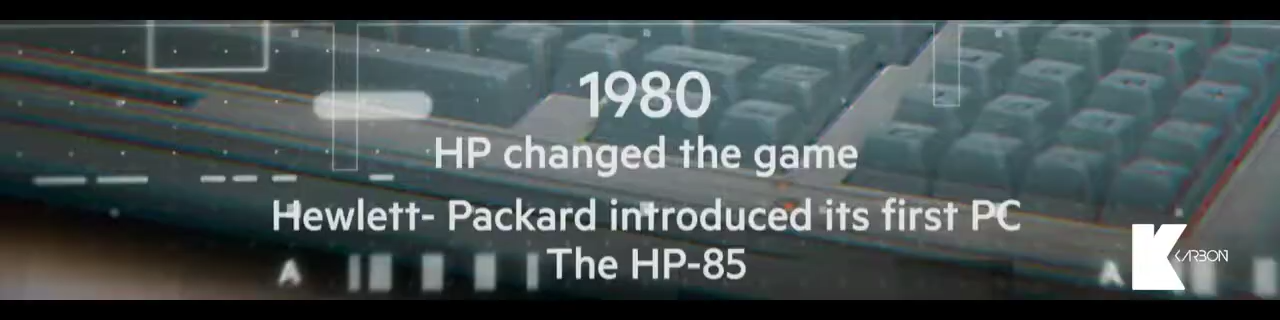 1980
HP changed the game
Hewlett- Packard introduced its first PC
The HP-85
A
A
K
KARBON